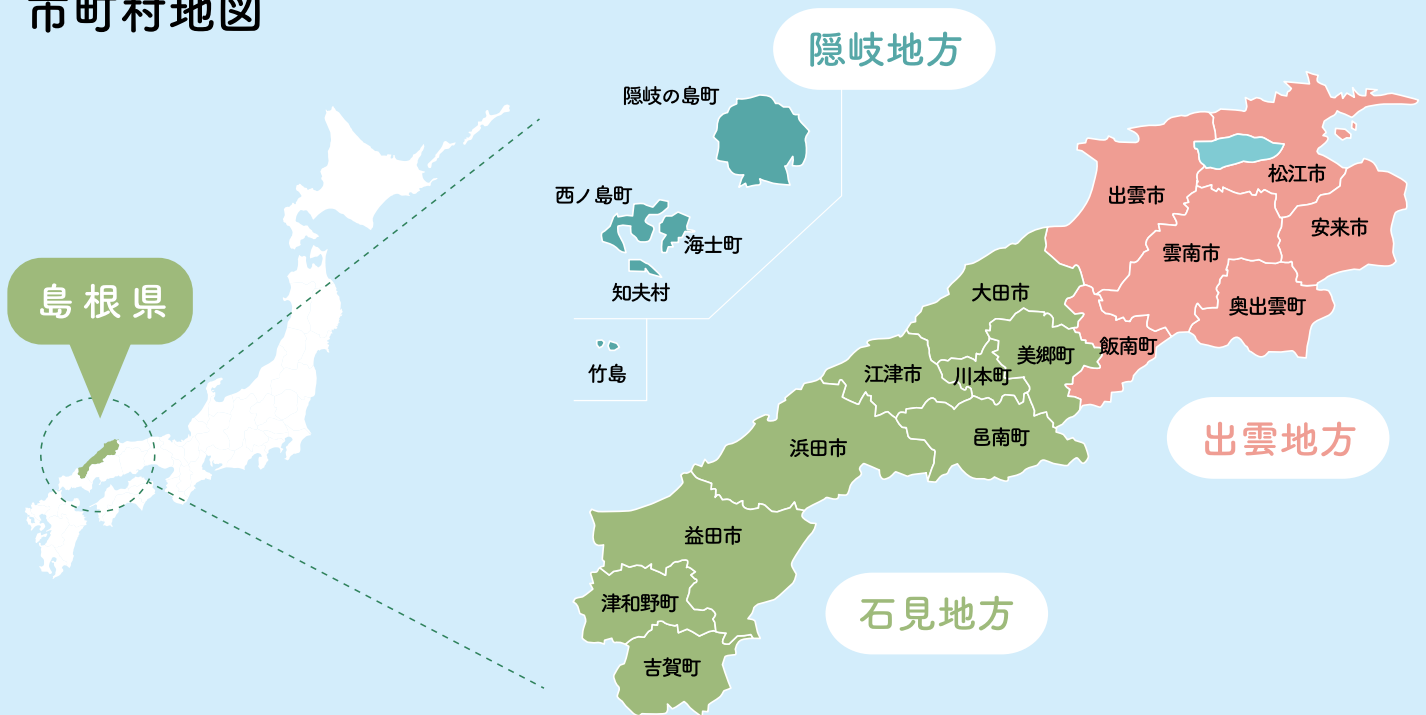 市町村地図
隠岐地方
隠岐の島町
西ノ島町
海士町
知夫村
竹島
島根県
松江市
出雲市
安来市
雲南市
奥出雲町
飯南町
大田市
美郷町
川本町
江津市
邑南町
浜田市
出雲地方
益田市
津和野町
吉賀町
石見地方